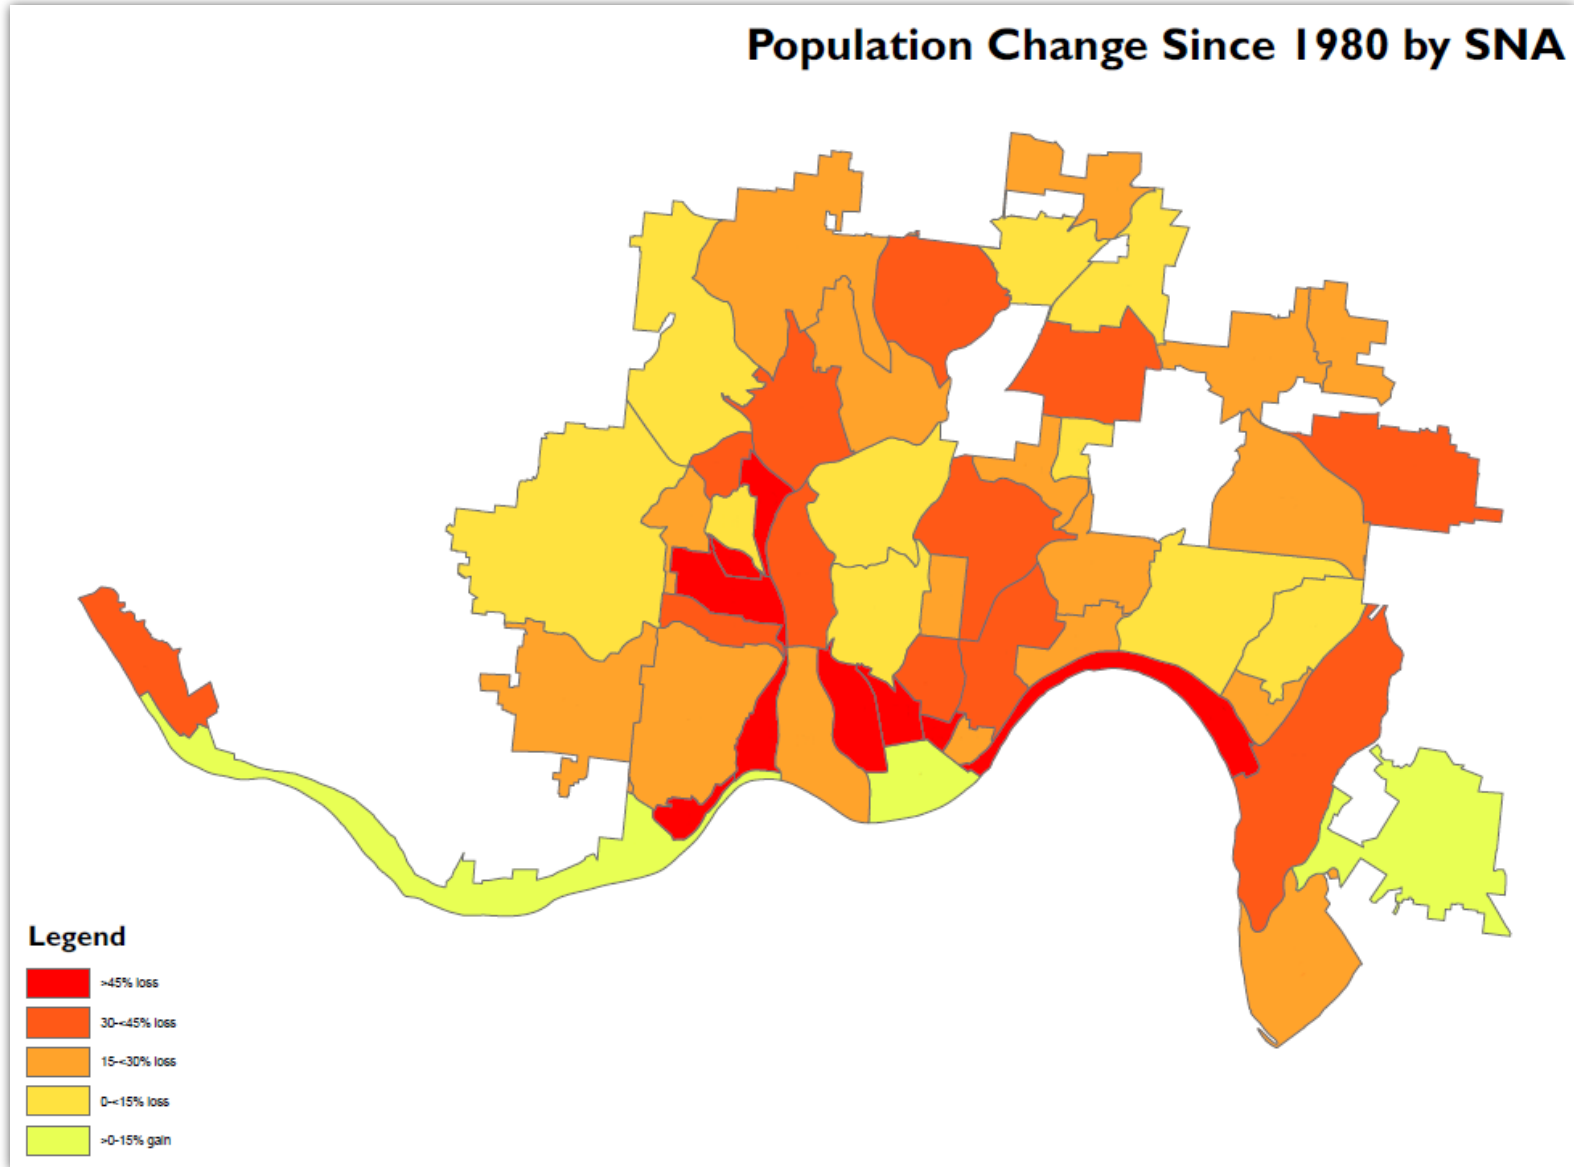 Population Change Since 1980 by SNA
Legend
>45% loss
30-<45% loss
15-<30% loss
0-<15% loss
>0-15% gain